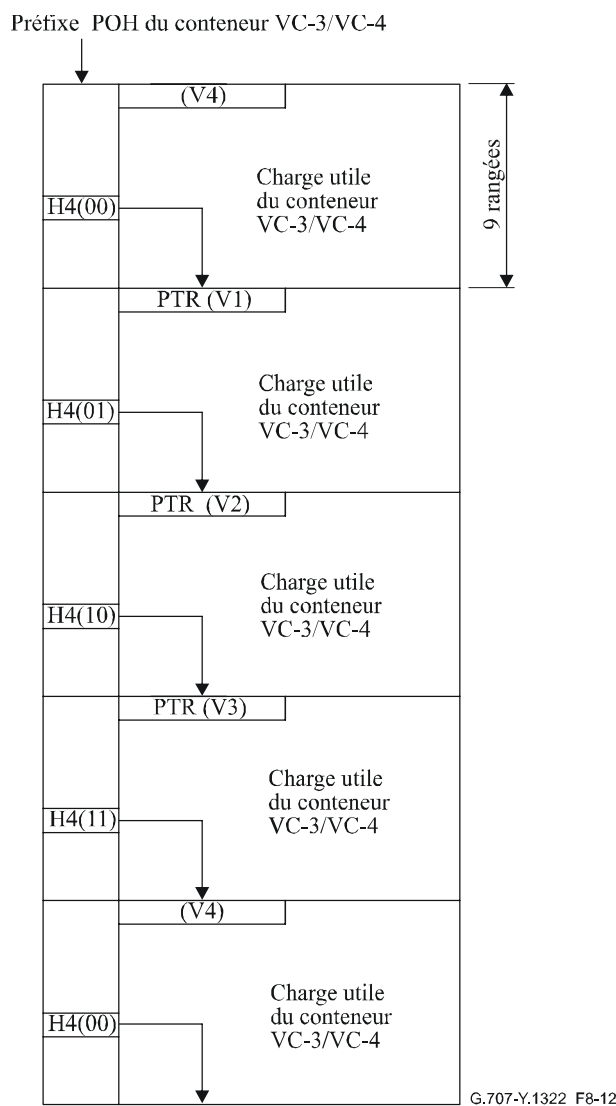 Préfixe POH du conteneur VC-3/VC-4
(V4)
Charge utile
du conteneur
VC-3/VC-4
9 rangées
H4(00)
PTR (V1)
Charge utile
du conteneur
VC-3/VC-4
H4(01)
PTR (V2)
Charge utile
du conteneur
VC-3/VC-4
H4(10)
PTR (V3)
Charge utile
du conteneur
VC-3/VC-4
H4(11)
(V4)
Charge utile
du conteneur
VC-3/VC-4
H4(00)
G.707-Y.1322_F8-12